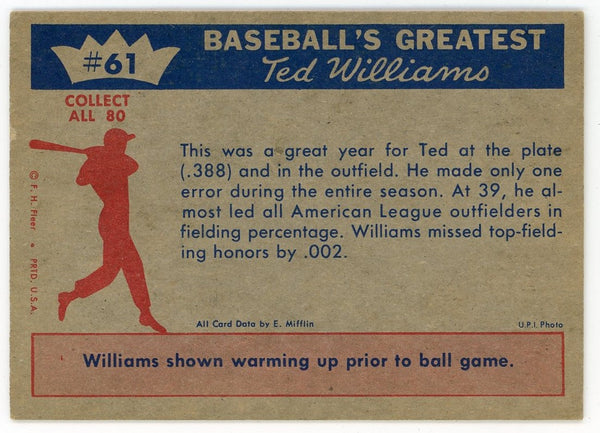 #61
BASEBALL'S GREATEST
Ted Williams
COLLECT
ALL 80
This was a great year for Ted at the plate
(.388) and in the outfield. He made only one
error during the entire season. At 39, he al-
most led all American League outfielders in
fielding percentage. Williams missed top-field-
ing honors by .002.
© F. H. Fleer • PRTD. U.S.A.
All Card Data by E. Mifflin
U.P.I. Photo
Williams shown warming up prior to ball game.